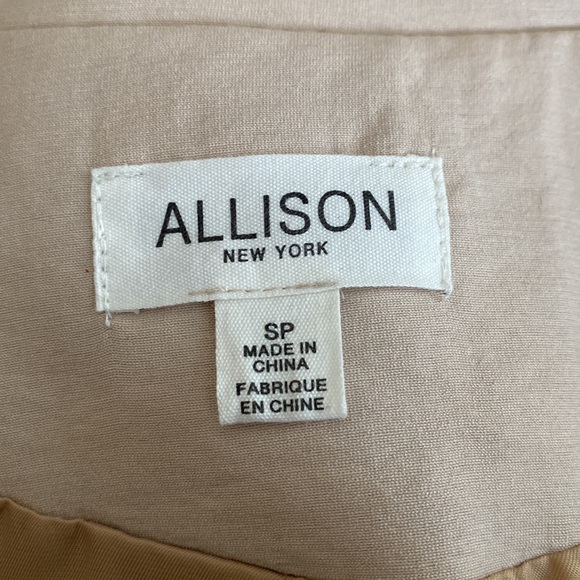 ALLISON
NEW YORK
SP
MADE IN
CHINA
FABRIQUE
EN CHINE